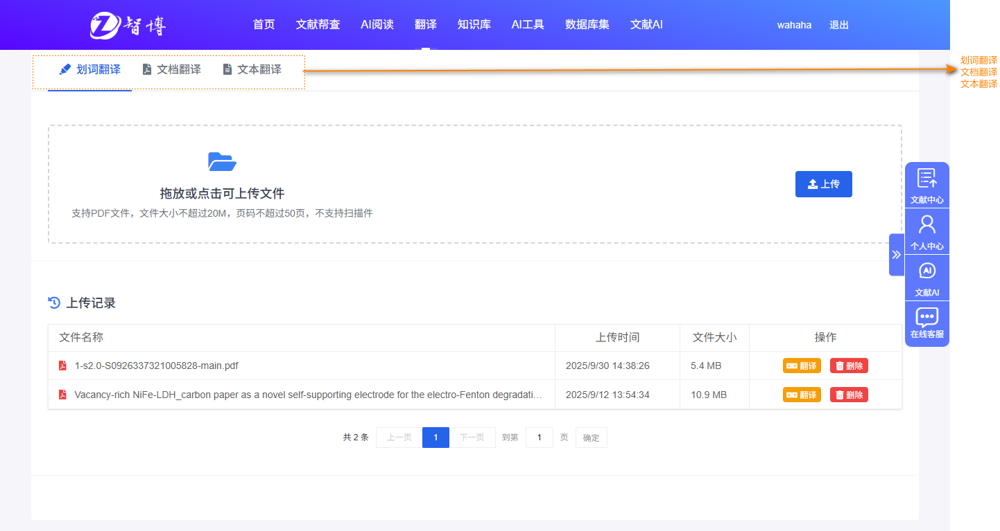 智博
首页 文献帮查 AI阅读 翻译 知识库 AI工具 数据库集 文献AI wahaha 退出
划词翻译 文档翻译 文本翻译
划词翻译
文档翻译
文本翻译
拖放或点击可上传文件
支持PDF文件，文件大小不超过20M，页码不超过50页，不支持扫描件
上传
文献中心
个人中心
AI
文献AI
在线客服
上传记录
文件名称 上传时间 文件大小 操作
1-s2.0-S0926337321005828-main.pdf 2025/9/30 14:38:26 5.4 MB 翻译 删除
Vacancy-rich NiFe-LDH_carbon paper as a novel self-supporting electrode for the electro-Fenton degradati... 2025/9/12 13:54:34 10.9 MB 翻译 删除
共 2 条 上一页 1 下一页 到第 1 页 确定